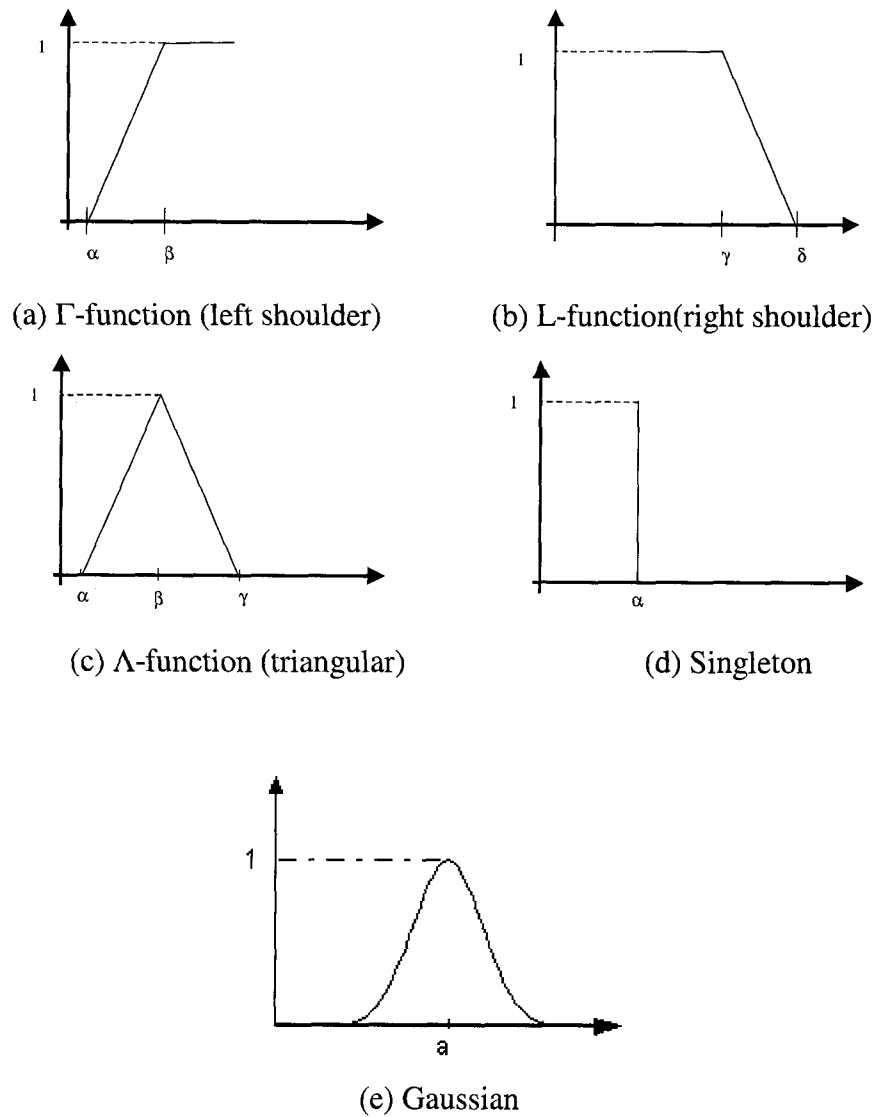 1
α β
(a) Γ-function (left shoulder)
1
γ δ
(b) L-function(right shoulder)
1
α β γ
(c) Λ-function (triangular)
1
α
(d) Singleton
1
a
(e) Gaussian